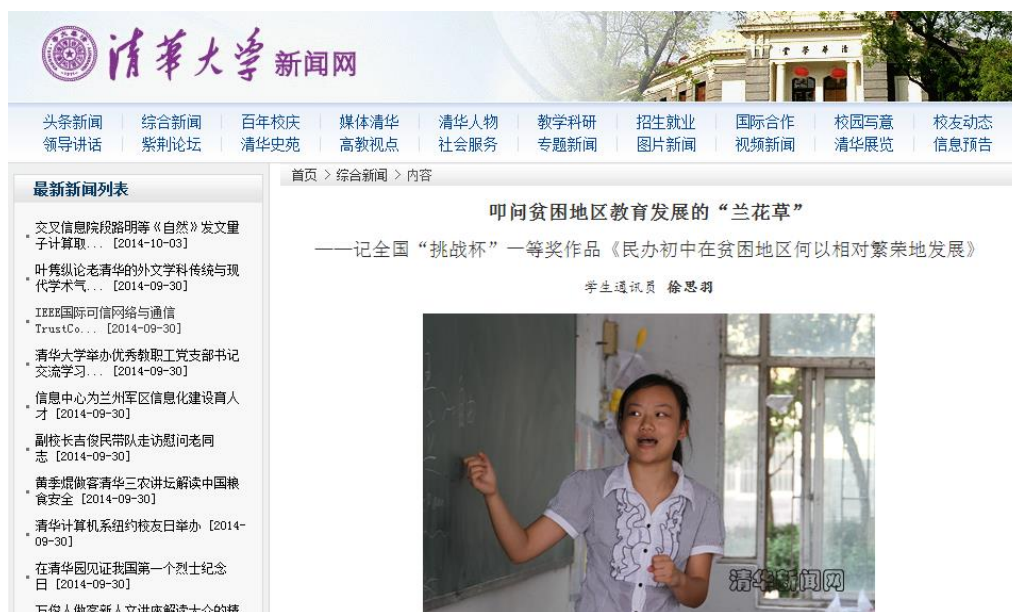 清華大学 新闻网
清華學堂
头条新闻 综合新闻 百年校庆 媒体清华 清华人物 教学科研 招生就业 国际合作 校园写意 校友动态
领导讲话 紫荆论坛 清华史苑 高教视点 社会服务 专题新闻 图片新闻 视频新闻 清华展览 信息预告
最新新闻列表
交叉信息院段路明等《自然》发文量
子计算取... [2014-10-03]
叶隽纵论老清华的外文学科传统与现
代学术气... [2014-09-30]
IEEE国际可信网络与通信
TrustCo... [2014-09-30]
清华大学举办优秀教职工党支部书记
交流学习... [2014-09-30]
信息中心为兰州军区信息化建设育人
才 [2014-09-30]
副校长吉俊民带队走访慰问老同
志 [2014-09-30]
黄季焜做客清华三农讲坛解读中国粮
食安全 [2014-09-30]
清华计算机系纽约校友日举办 [2014-
09-30]
在清华园见证我国第一个烈士纪念
日 [2014-09-30]
首页 > 综合新闻 > 内容
叩问贫困地区教育发展的“兰花草”
——记全国“挑战杯”一等奖作品《民办初中在贫困地区何以相对繁荣地发展》
学生通讯员 徐思羽
清华新闻网